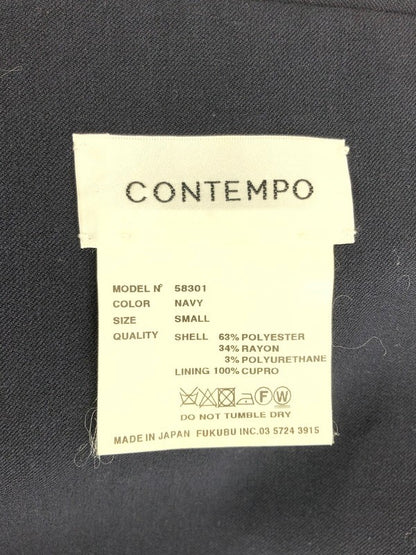 CONTEMPO
MODEL Nº 58301
COLOR NAVY
SIZE SMALL
QUALITY SHELL 63% POLYESTER
34% RAYON
3% POLYURETHANE
LINING 100% CUPRO
F W
DO NOT TUMBLE DRY
MADE IN JAPAN FUKUBU INC.03 5724 3915